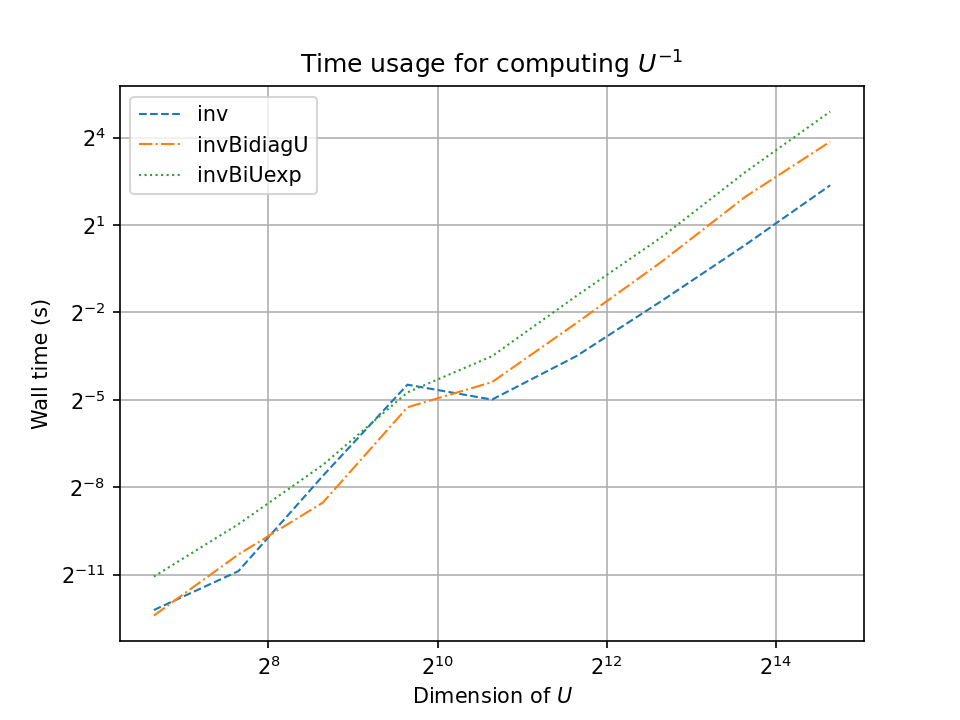 Time usage for computing $U^{-1}$
inv
invBidiagU
invBiUexp
Wall time (s)
2⁴
2¹
2⁻²
2⁻⁵
2⁻⁸
2⁻¹¹
2⁸ 2¹⁰ 2¹² 2¹⁴
Dimension of U